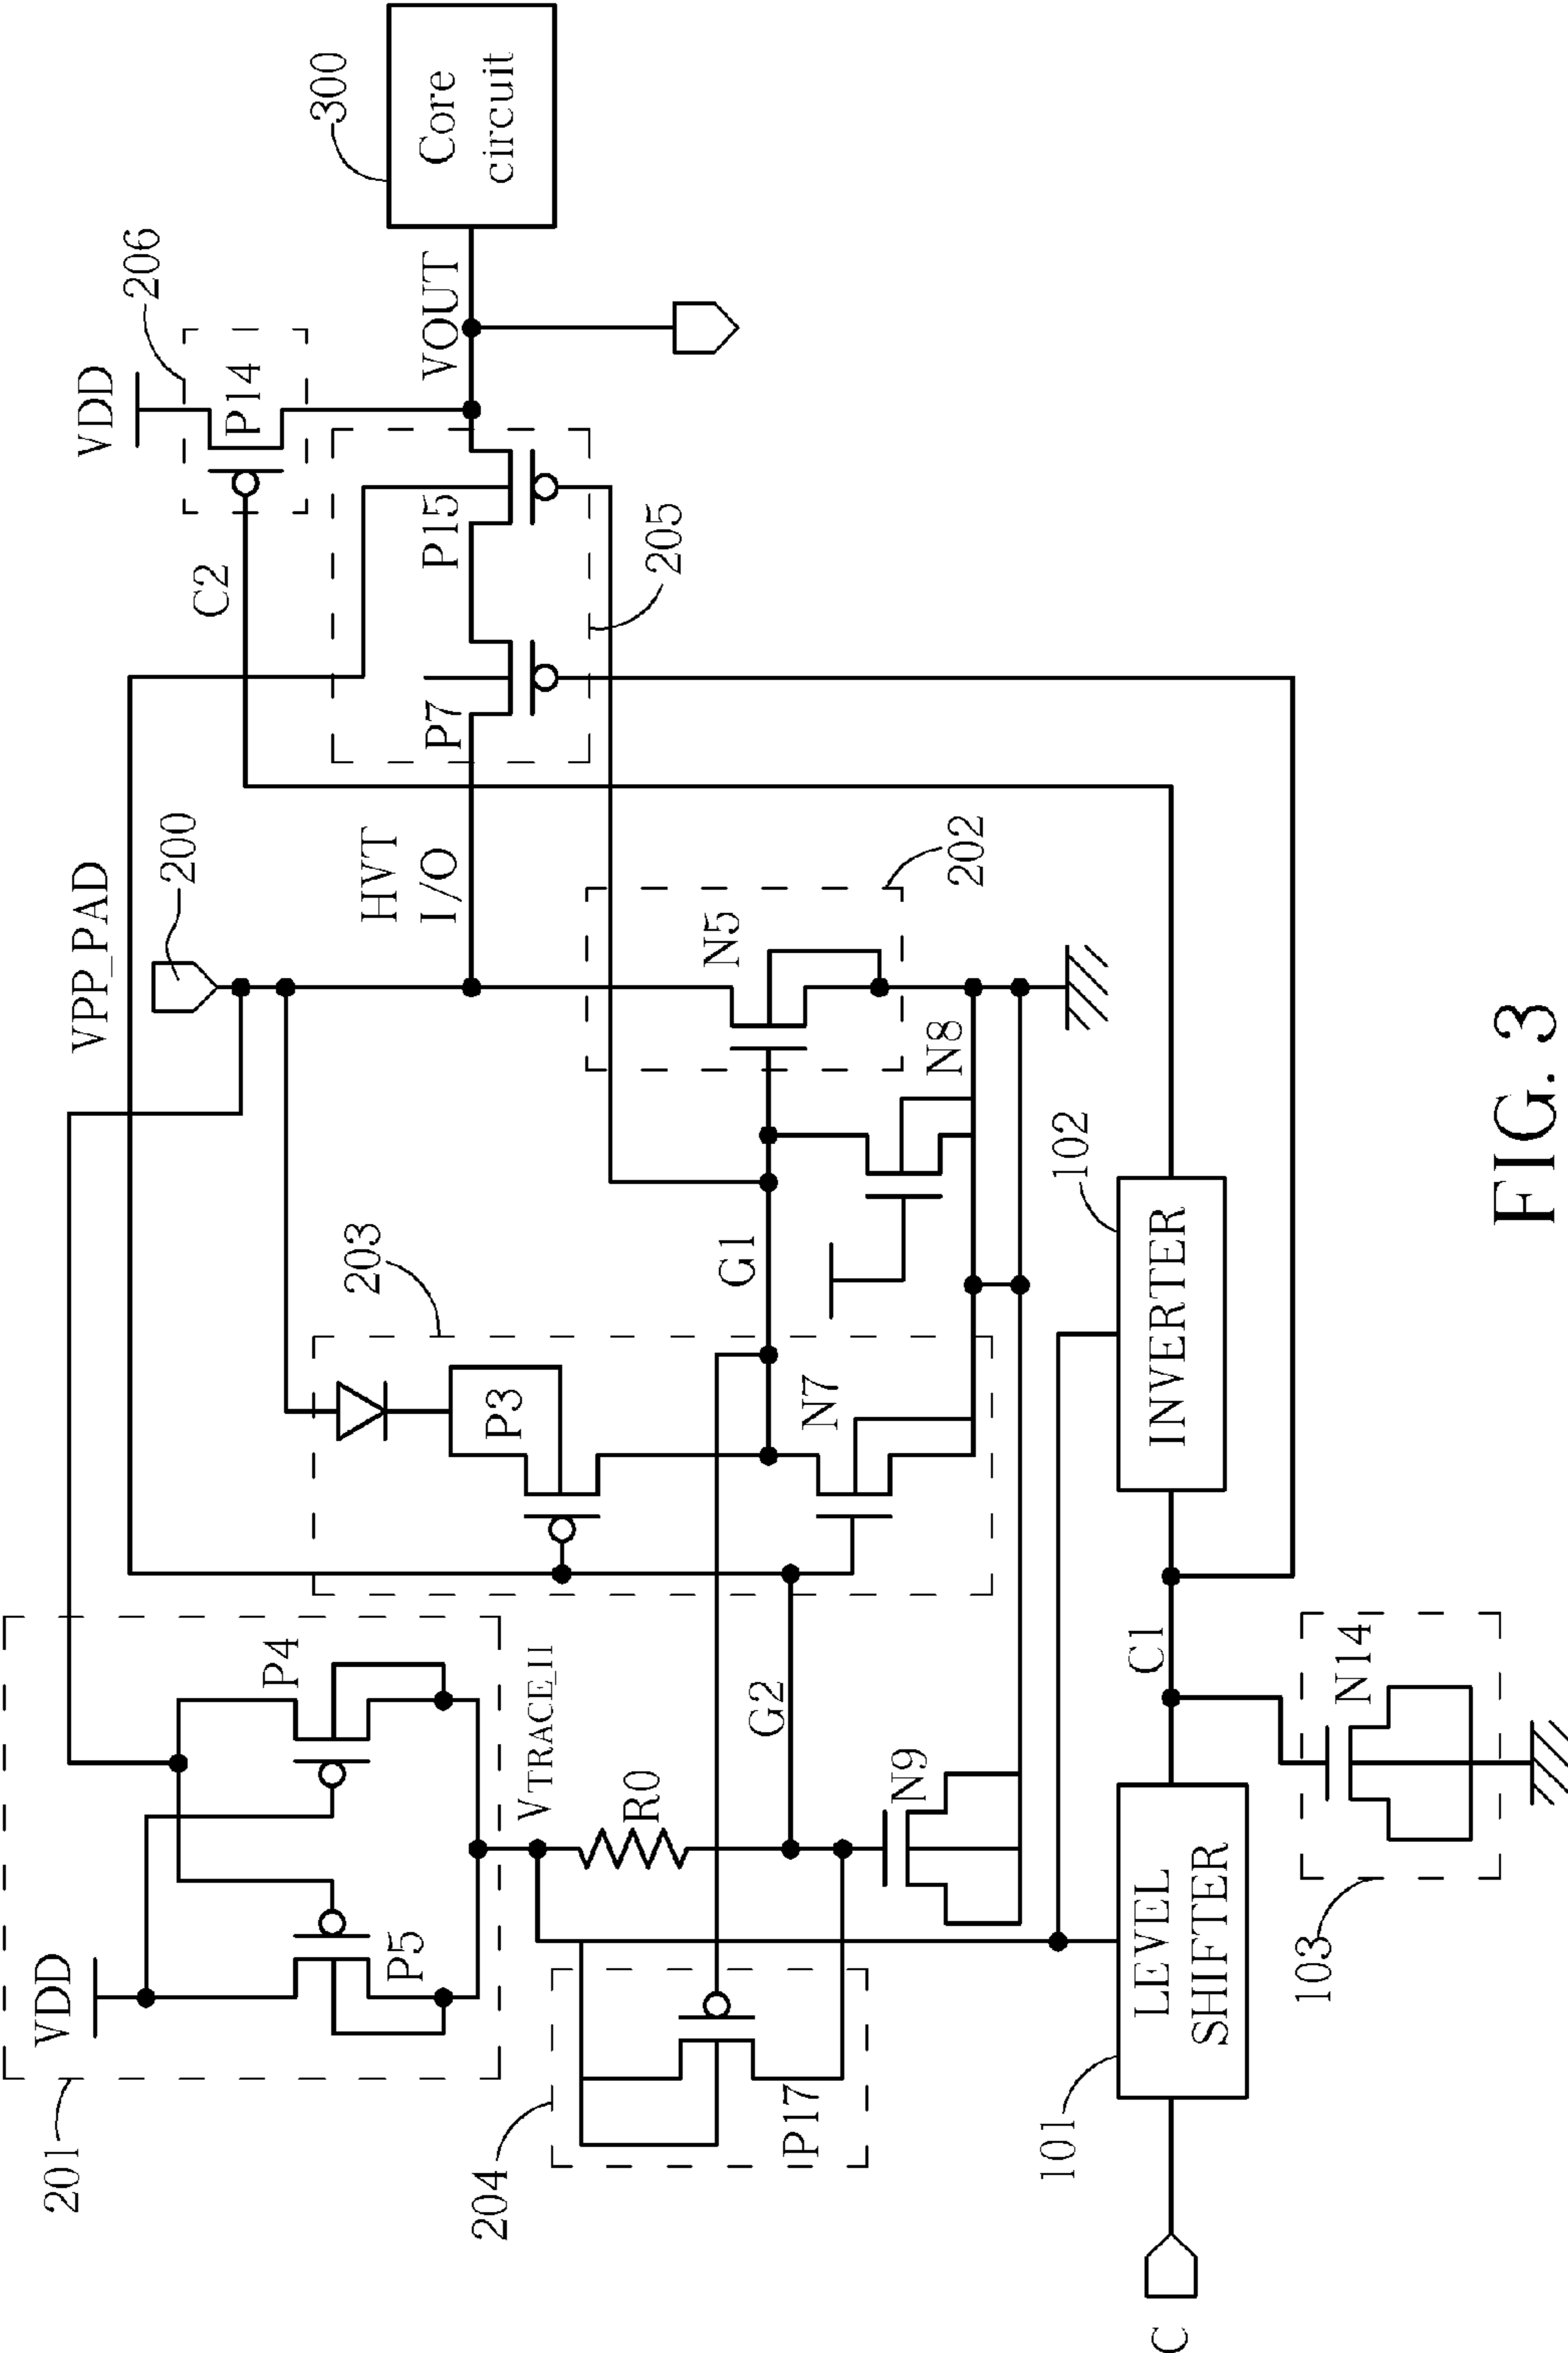 201
VDD
P5
P4
VTRACE_II
R0
G2
N9
204
P17
203
P3
N7
G1
N8
VPP_PAD
200
HVT
I/O
N5
202
C2
VDD
206
P14
P7
P15
205
VOUT
300
Core
circuit
C
101
LEVEL
SHIFTER
C1
103
N14
102
INVERTER
FIG. 3